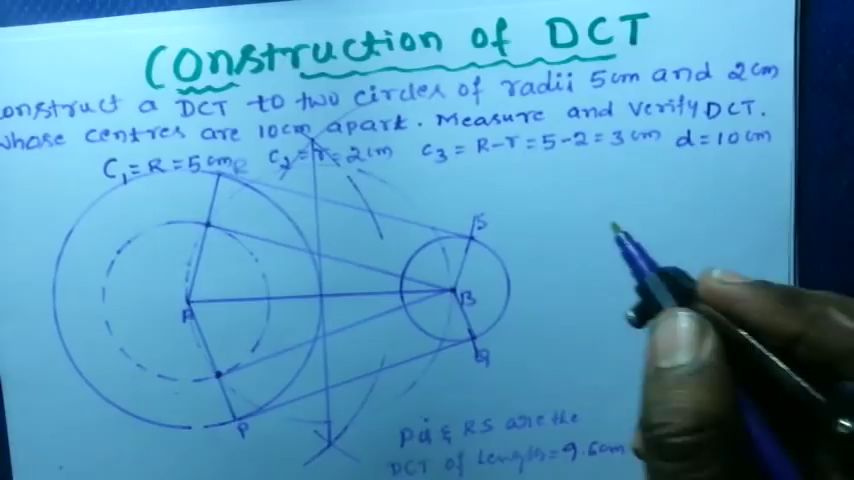 Construction of DCT
Construct a DCT to two circles of radii 5cm and 2cm
whose centres are 10cm apart. Measure and verify DCT.
C₁ = R = 5cm C₂ = r = 2cm C₃ = R-r = 5-2 = 3cm d = 10cm
R
S
A
B
Q
P
PQ & RS are the
DCT of length = 9.6cm